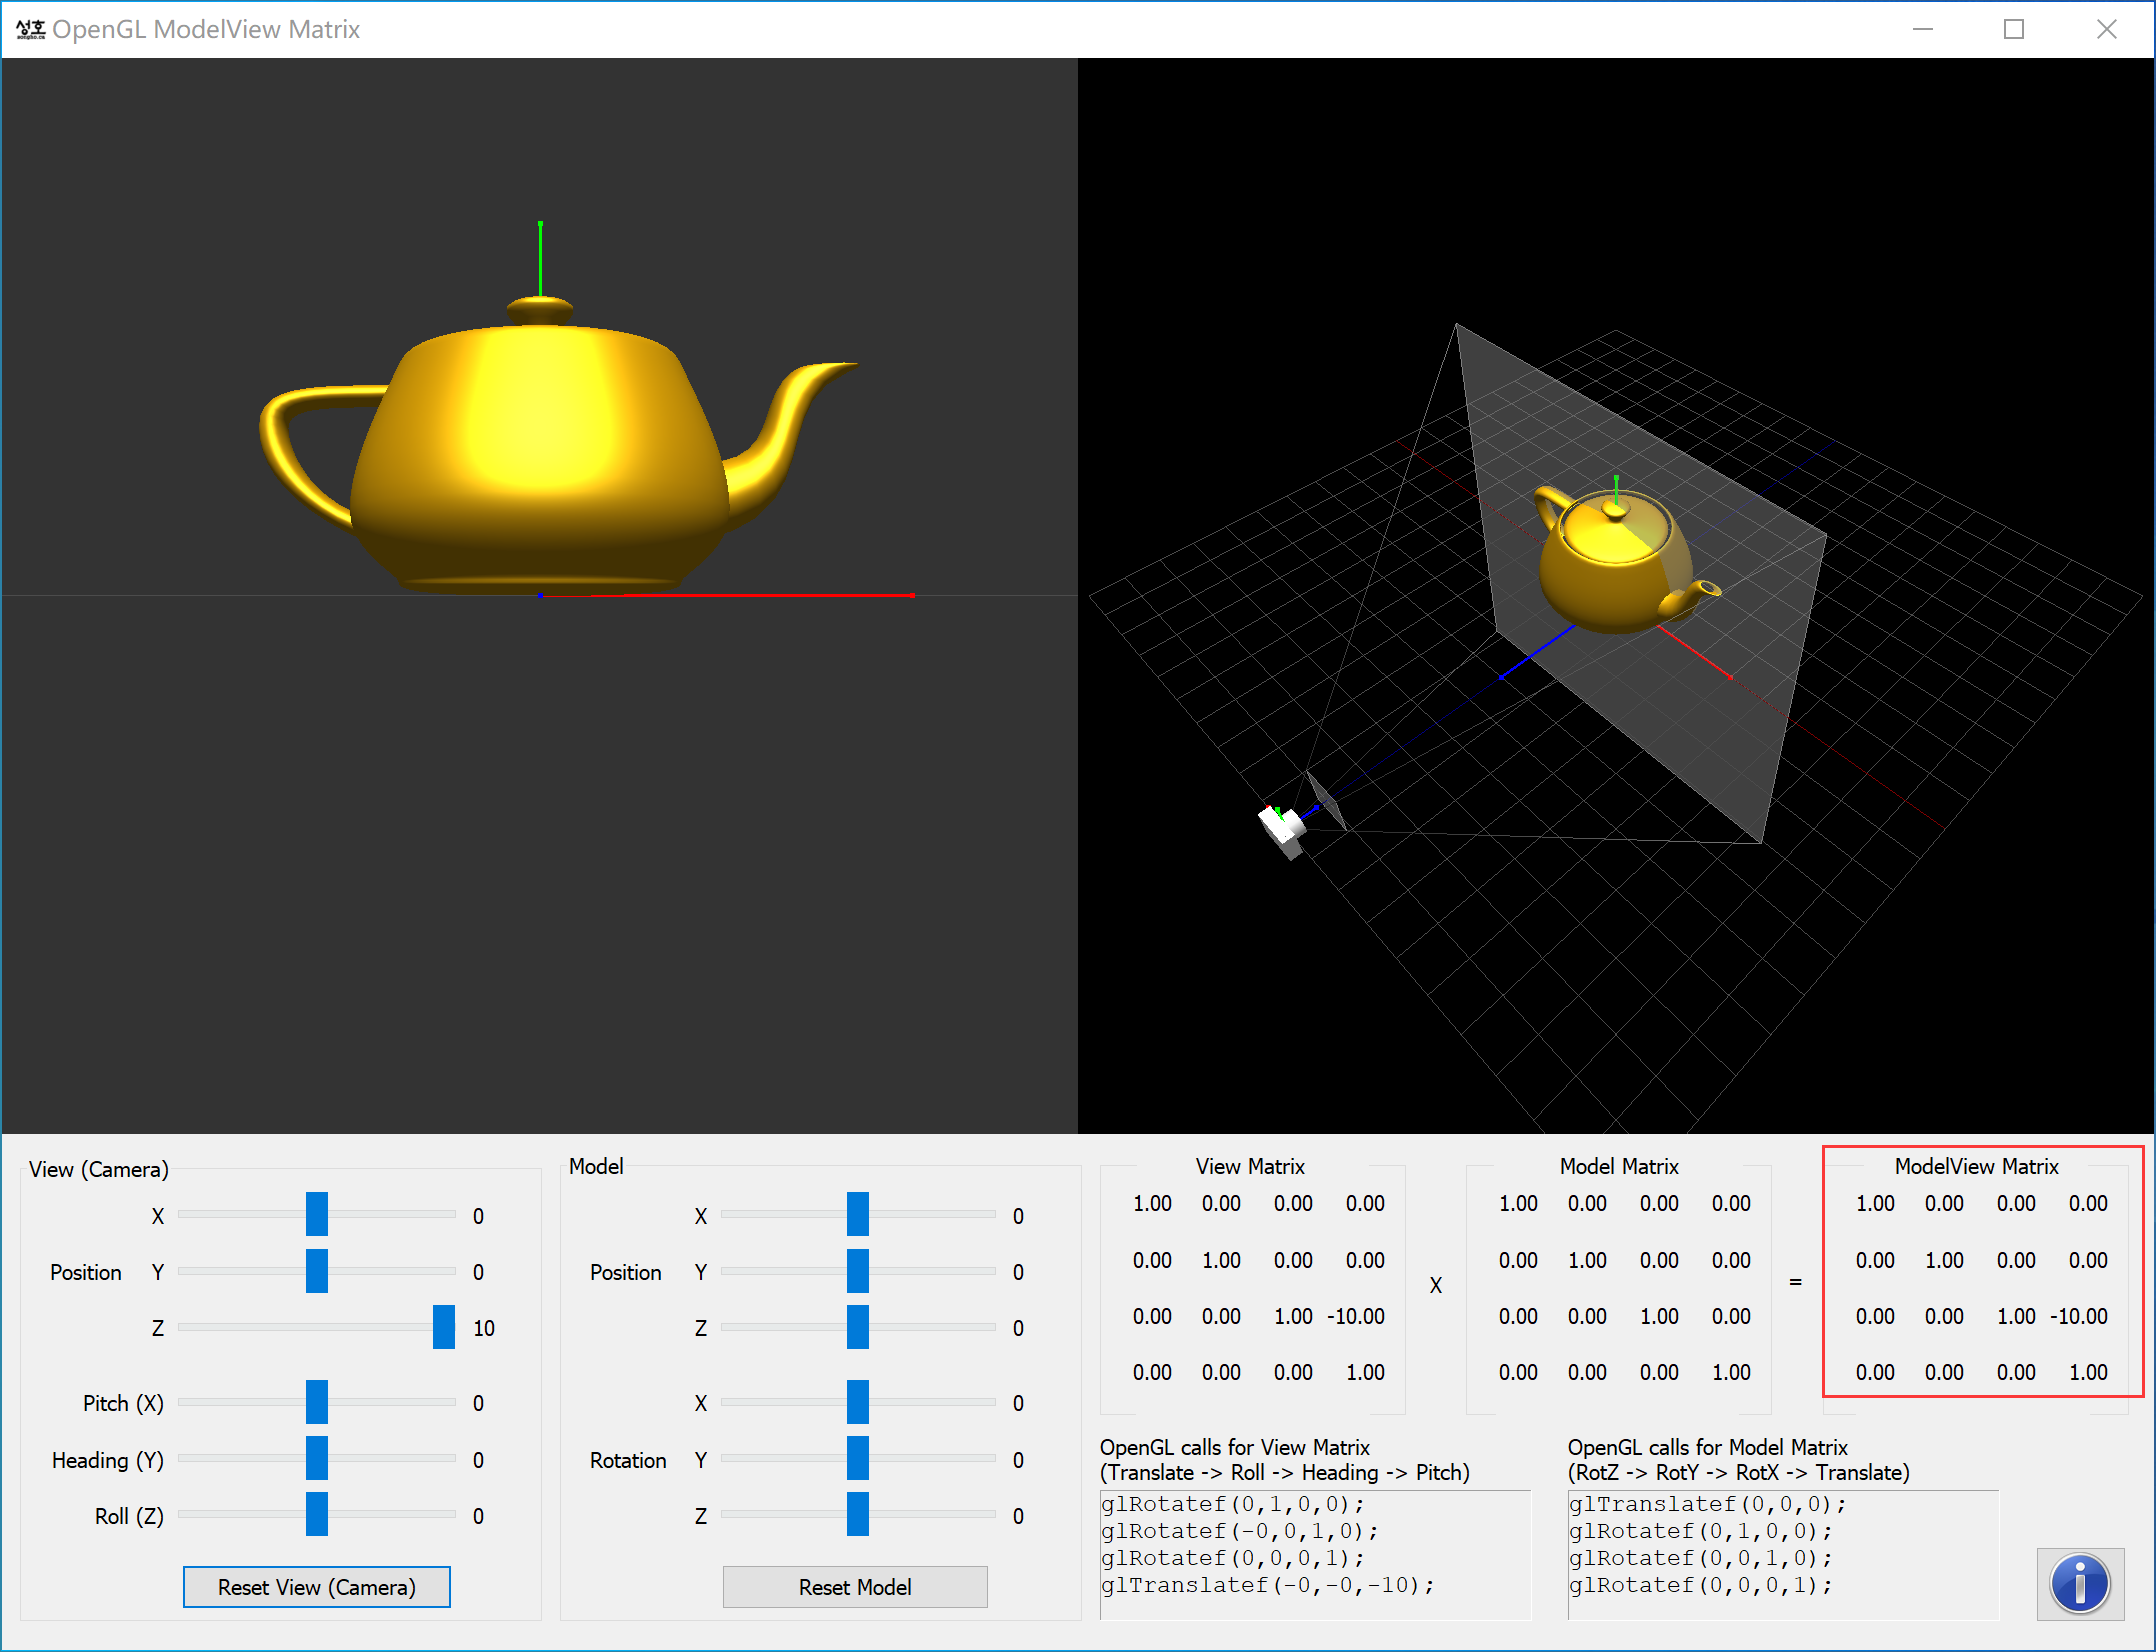 성호 OpenGL ModelView Matrix
songho.ca
View (Camera)
X 0
Position Y 0
Z 10
Pitch (X) 0
Heading (Y) 0
Roll (Z) 0
Reset View (Camera)
Model
X 0
Position Y 0
Z 0
X 0
Rotation Y 0
Z 0
Reset Model
View Matrix
1.00 0.00 0.00 0.00
0.00 1.00 0.00 0.00
0.00 0.00 1.00 -10.00
0.00 0.00 0.00 1.00
X
Model Matrix
1.00 0.00 0.00 0.00
0.00 1.00 0.00 0.00
0.00 0.00 1.00 0.00
0.00 0.00 0.00 1.00
=
ModelView Matrix
1.00 0.00 0.00 0.00
0.00 1.00 0.00 0.00
0.00 0.00 1.00 -10.00
0.00 0.00 0.00 1.00
OpenGL calls for View Matrix
(Translate -> Roll -> Heading -> Pitch)
glRotatef(0,1,0,0);
glRotatef(-0,0,1,0);
glRotatef(0,0,0,1);
glTranslatef(-0,-0,-10);
OpenGL calls for Model Matrix
(RotZ -> RotY -> RotX -> Translate)
glTranslatef(0,0,0);
glRotatef(0,1,0,0);
glRotatef(0,0,1,0);
glRotatef(0,0,0,1);